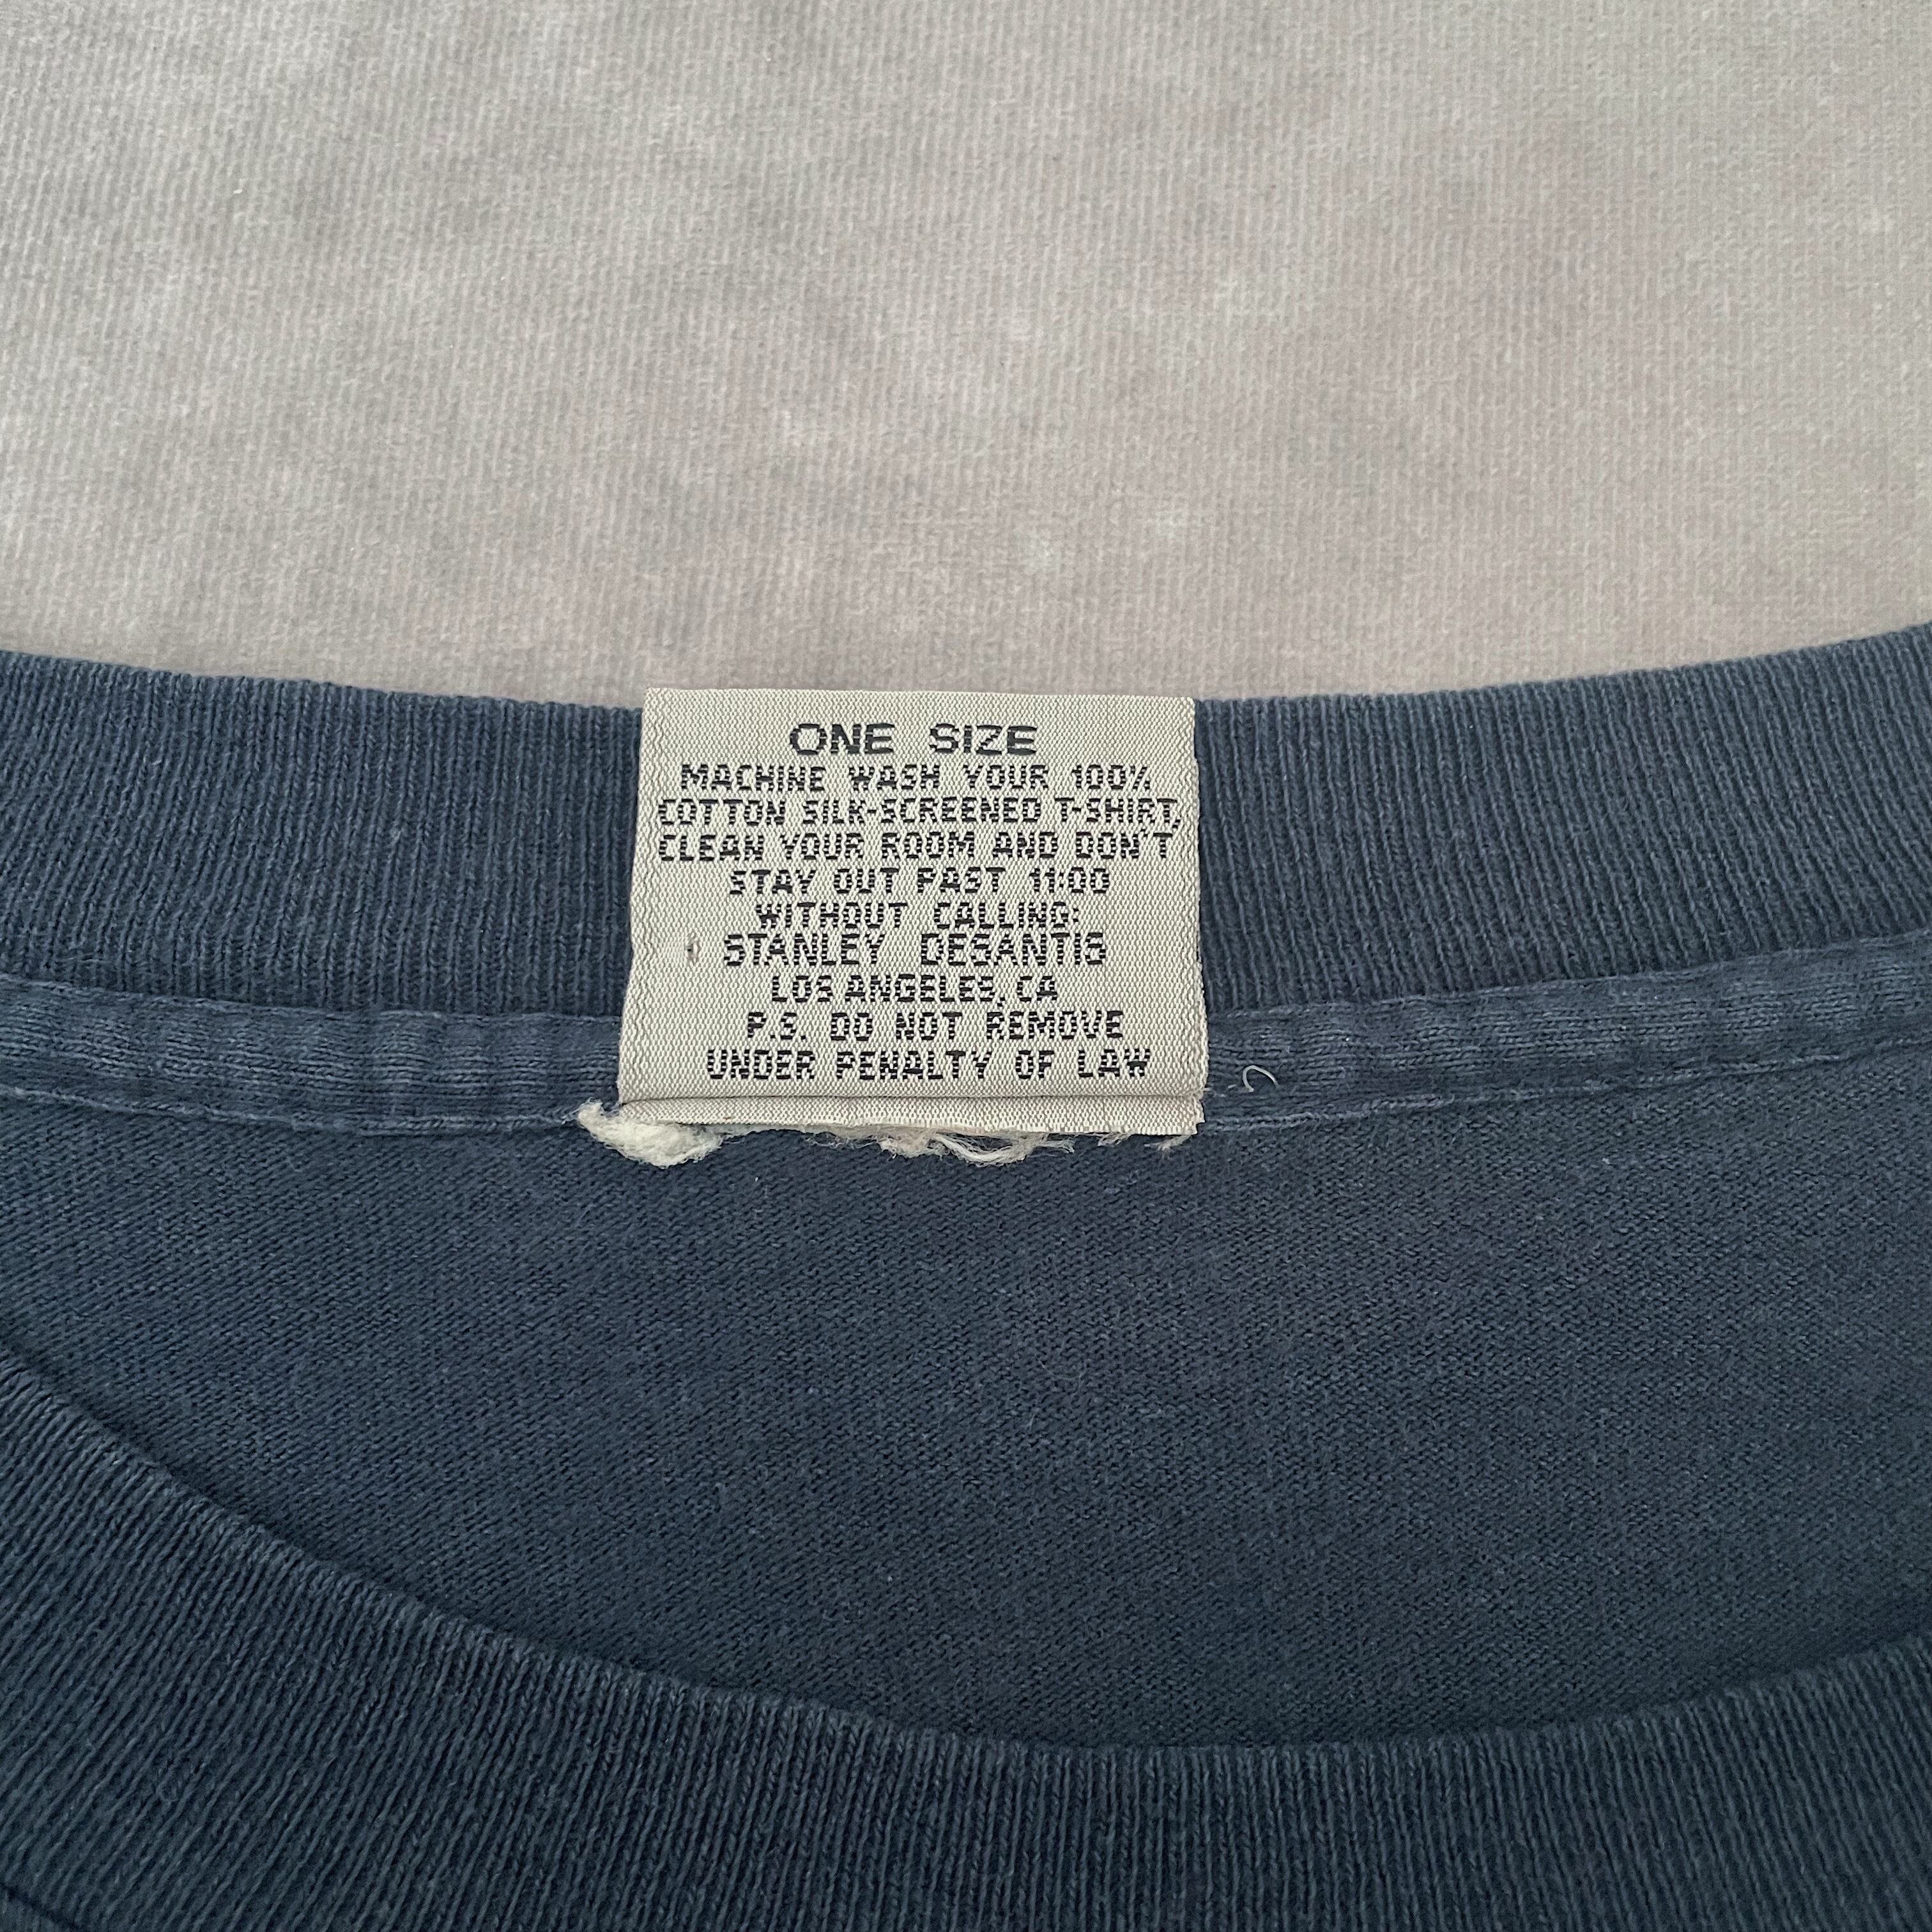 ONE SIZE
MACHINE WASH YOUR 100%
COTTON SILK-SCREENED T-SHIRT,
CLEAN YOUR ROOM AND DON'T
STAY OUT PAST 11:00
WITHOUT CALLING:
STANLEY DESANTIS
LOS ANGELES, CA
P.S. DO NOT REMOVE
UNDER PENALTY OF LAW